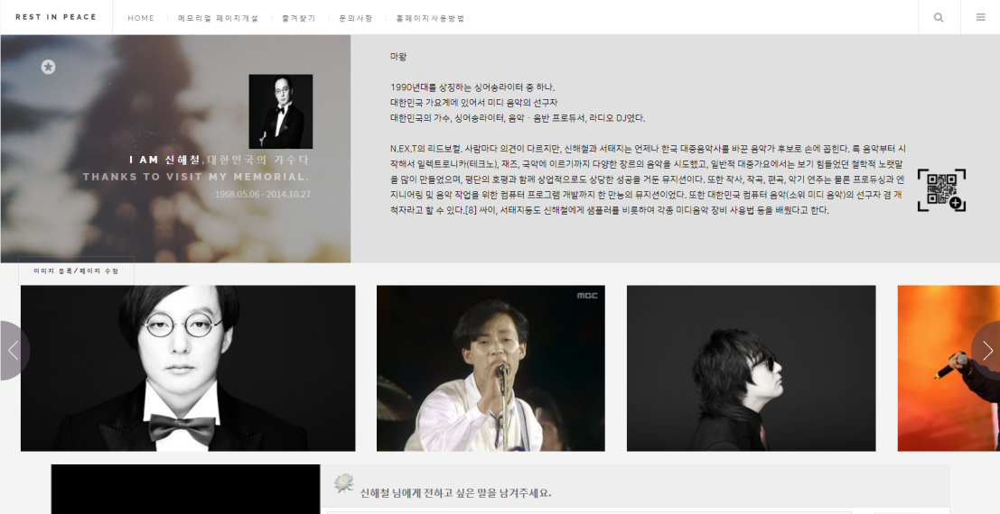 REST IN PEACE
HOME
메모리얼 페이지개설
즐겨찾기
문의사항
홈페이지사용방법
I AM 신해철,대한민국의 가수다
THANKS TO VISIT MY MEMORIAL.
1968.05.06 - 2014.10.27
마왕
1990년대를 상징하는 싱어송라이터 중 하나.
대한민국 가요계에 있어서 미디 음악의 선구자
대한민국의 가수, 싱어송라이터, 음악 · 음반 프로듀서, 라디오 DJ였다.
N.EX.T의 리드보컬. 사람마다 의견이 다르지만, 신해철과 서태지는 언제나 한국 대중음악사를 바꾼 음악가 후보로 손에 꼽힌다. 록 음악부터 시
작해서 일렉트로니카(테크노), 재즈, 국악에 이르기까지 다양한 장르의 음악을 시도했고, 일반적 대중가요에서는 보기 힘들었던 철학적 노랫말
을 많이 만들었으며, 평단의 호평과 함께 상업적으로도 상당한 성공을 거둔 뮤지션이다. 또한 작사, 작곡, 편곡, 악기 연주는 물론 프로듀싱과 엔
지니어링 및 음악 작업을 위한 컴퓨터 프로그램 개발까지 한 만능의 뮤지션이었다. 또한 대한민국 컴퓨터 음악(소위 미디 음악)의 선구자 겸 개
척자라고 할 수 있다.[8] 싸이, 서태지등도 신해철에게 샘플러를 비롯하여 각종 미디음악 장비 사용법 등을 배웠다고 한다.
이미지 등록/페이지 수정
MBC
신해철 님에게 전하고 싶은 말을 남겨주세요.